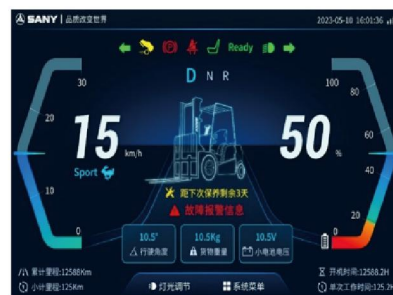 SANY | 品质改变世界
2023-05-18 16:01:36
Ready
D N R
30
20
10
0
15
km/h
Sport
100
80
60
40
20
0
50
%
距下次保养剩余3天
故障报警信息
10.5°
行驶角度
10.5Kg
货物重量
10.5V
小电池电压
累计里程:12588Km
小计里程:125Km
灯光调节
系统菜单
开机时间:12588.2H
单次工作时间:125.2H